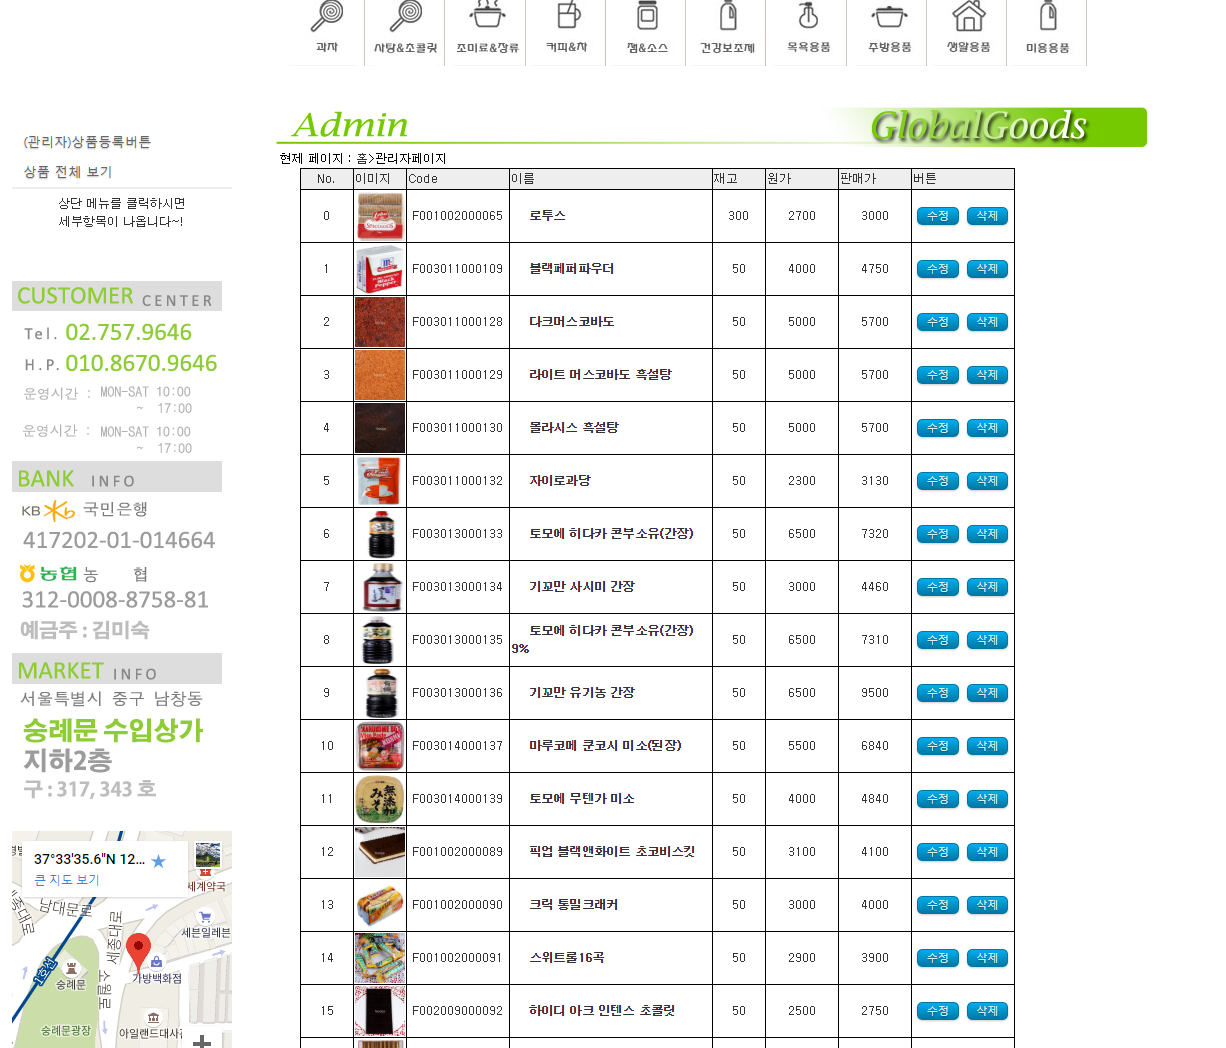 과자
사탕&초콜릿
조미료&장류
커피&차
잼&소스
건강보조제
목욕용품
주방용품
생활용품
미용용품
Admin
GlobalGoods
(관리자)상품등록버튼
상품 전체 보기
상단 메뉴를 클릭하시면
세부항목이 나옵니다~!
CUSTOMER CENTER
Tel. 02.757.9646
H.P. 010.8670.9646
운영시간 : MON-SAT 10:00
~ 17:00
운영시간 : MON-SAT 10:00
~ 17:00
BANK INFO
KB 국민은행
417202-01-014664
농협 농 협
312-0008-8758-81
예금주 : 김미숙
MARKET INFO
서울특별시 중구 남창동
숭례문 수입상가
지하2층
구 : 317, 343 호
37°33'35.6"N 12...
큰 지도 보기
세계약국
남대문로
세븐일레븐
세종대로
남대문시
소월로
1호선
숭례문
가방백화점
숭례문광장
아일랜드대사관
현재 페이지 : 홈>관리자페이지
No. 이미지 Code 이름 재고 원가 판매가 버튼
0 F001002000065 로투스 300 2700 3000 수정 삭제
1 F003011000109 블랙페퍼파우더 50 4000 4750 수정 삭제
2 F003011000128 다크머스코바도 50 5000 5700 수정 삭제
3 F003011000129 라이트 머스코바도 흑설탕 50 5000 5700 수정 삭제
4 F003011000130 몰라시스 흑설탕 50 5000 5700 수정 삭제
5 F003011000132 자이로과당 50 2300 3130 수정 삭제
6 F003013000133 토모에 히다카 콘부소유(간장) 50 6500 7320 수정 삭제
7 F003013000134 기꼬만 사시미 간장 50 3000 4460 수정 삭제
8 F003013000135 토모에 히다카 콘부소유(간장) 50 6500 7310 수정 삭제
9%
9 F003013000136 기꼬만 유기농 간장 50 6500 9500 수정 삭제
10 F003014000137 마루코메 쿤코시 미소(된장) 50 5500 6840 수정 삭제
11 F003014000139 토모에 무텐가 미소 50 4000 4840 수정 삭제
12 F001002000089 픽업 블랙앤화이트 초코비스킷 50 3100 4100 수정 삭제
13 F001002000090 크릭 통밀크래커 50 3000 4000 수정 삭제
14 F001002000091 스위트롤16곡 50 2900 3900 수정 삭제
15 F002009000092 하이디 아크 인텐스 초콜릿 50 2500 2750 수정 삭제